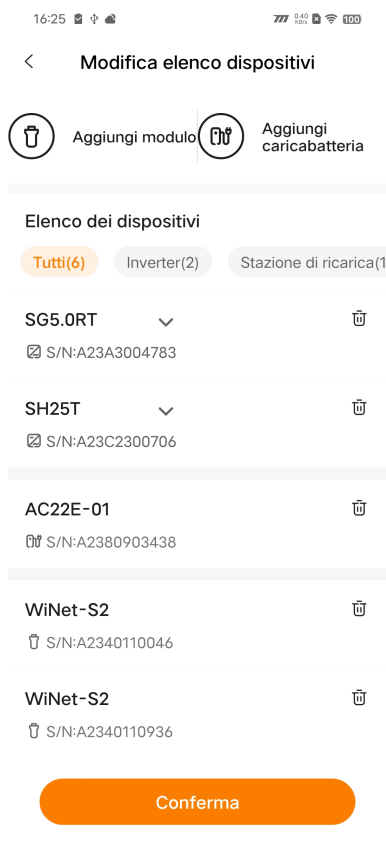 16:25
0.40 KB/s
100
Modifica elenco dispositivi
Aggiungi modulo
Aggiungi
caricabatteria
Elenco dei dispositivi
Tutti(6)
Inverter(2)
Stazione di ricarica(1
SG5.0RT
S/N:A23A3004783
SH25T
S/N:A23C2300706
AC22E-01
S/N:A2380903438
WiNet-S2
S/N:A2340110046
WiNet-S2
S/N:A2340110936
Conferma